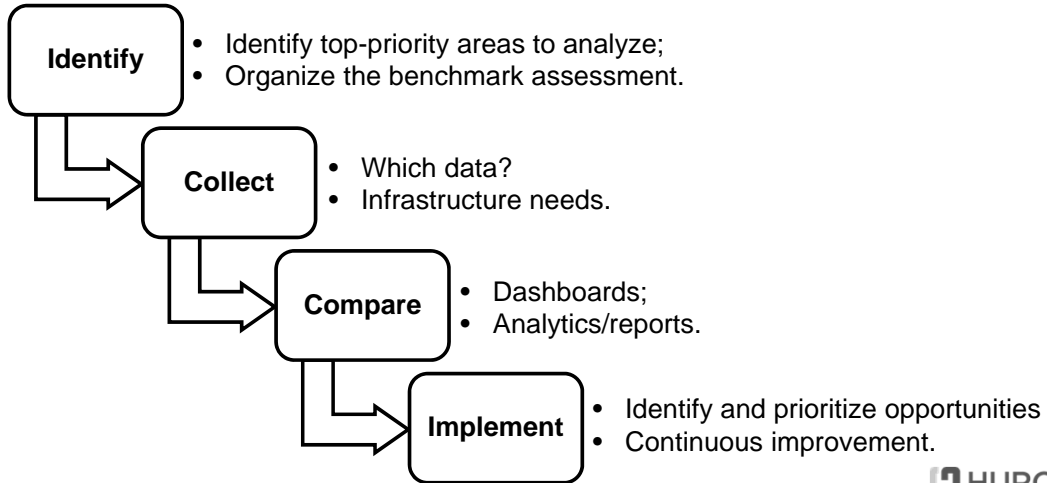 Identify
• Identify top-priority areas to analyze;
• Organize the benchmark assessment.
Collect
• Which data?
• Infrastructure needs.
Compare
• Dashboards;
• Analytics/reports.
Implement
• Identify and prioritize opportunities
• Continuous improvement.